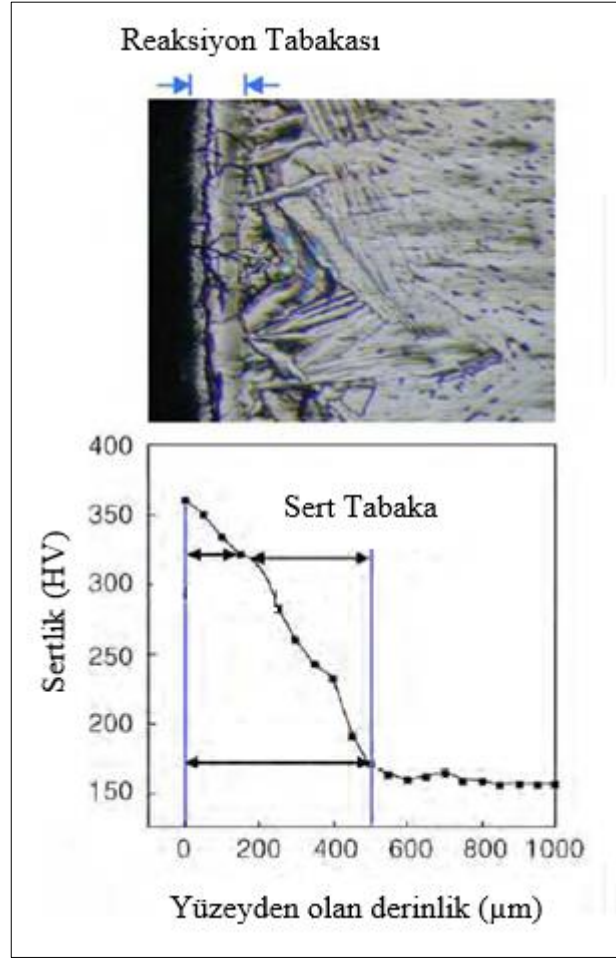 Reaksiyon Tabakası
400
350
300
250
200
150
Sert Tabaka
Sertlik (HV)
0 200 400 600 800 1000
Yüzeyden olan derinlik (µm)